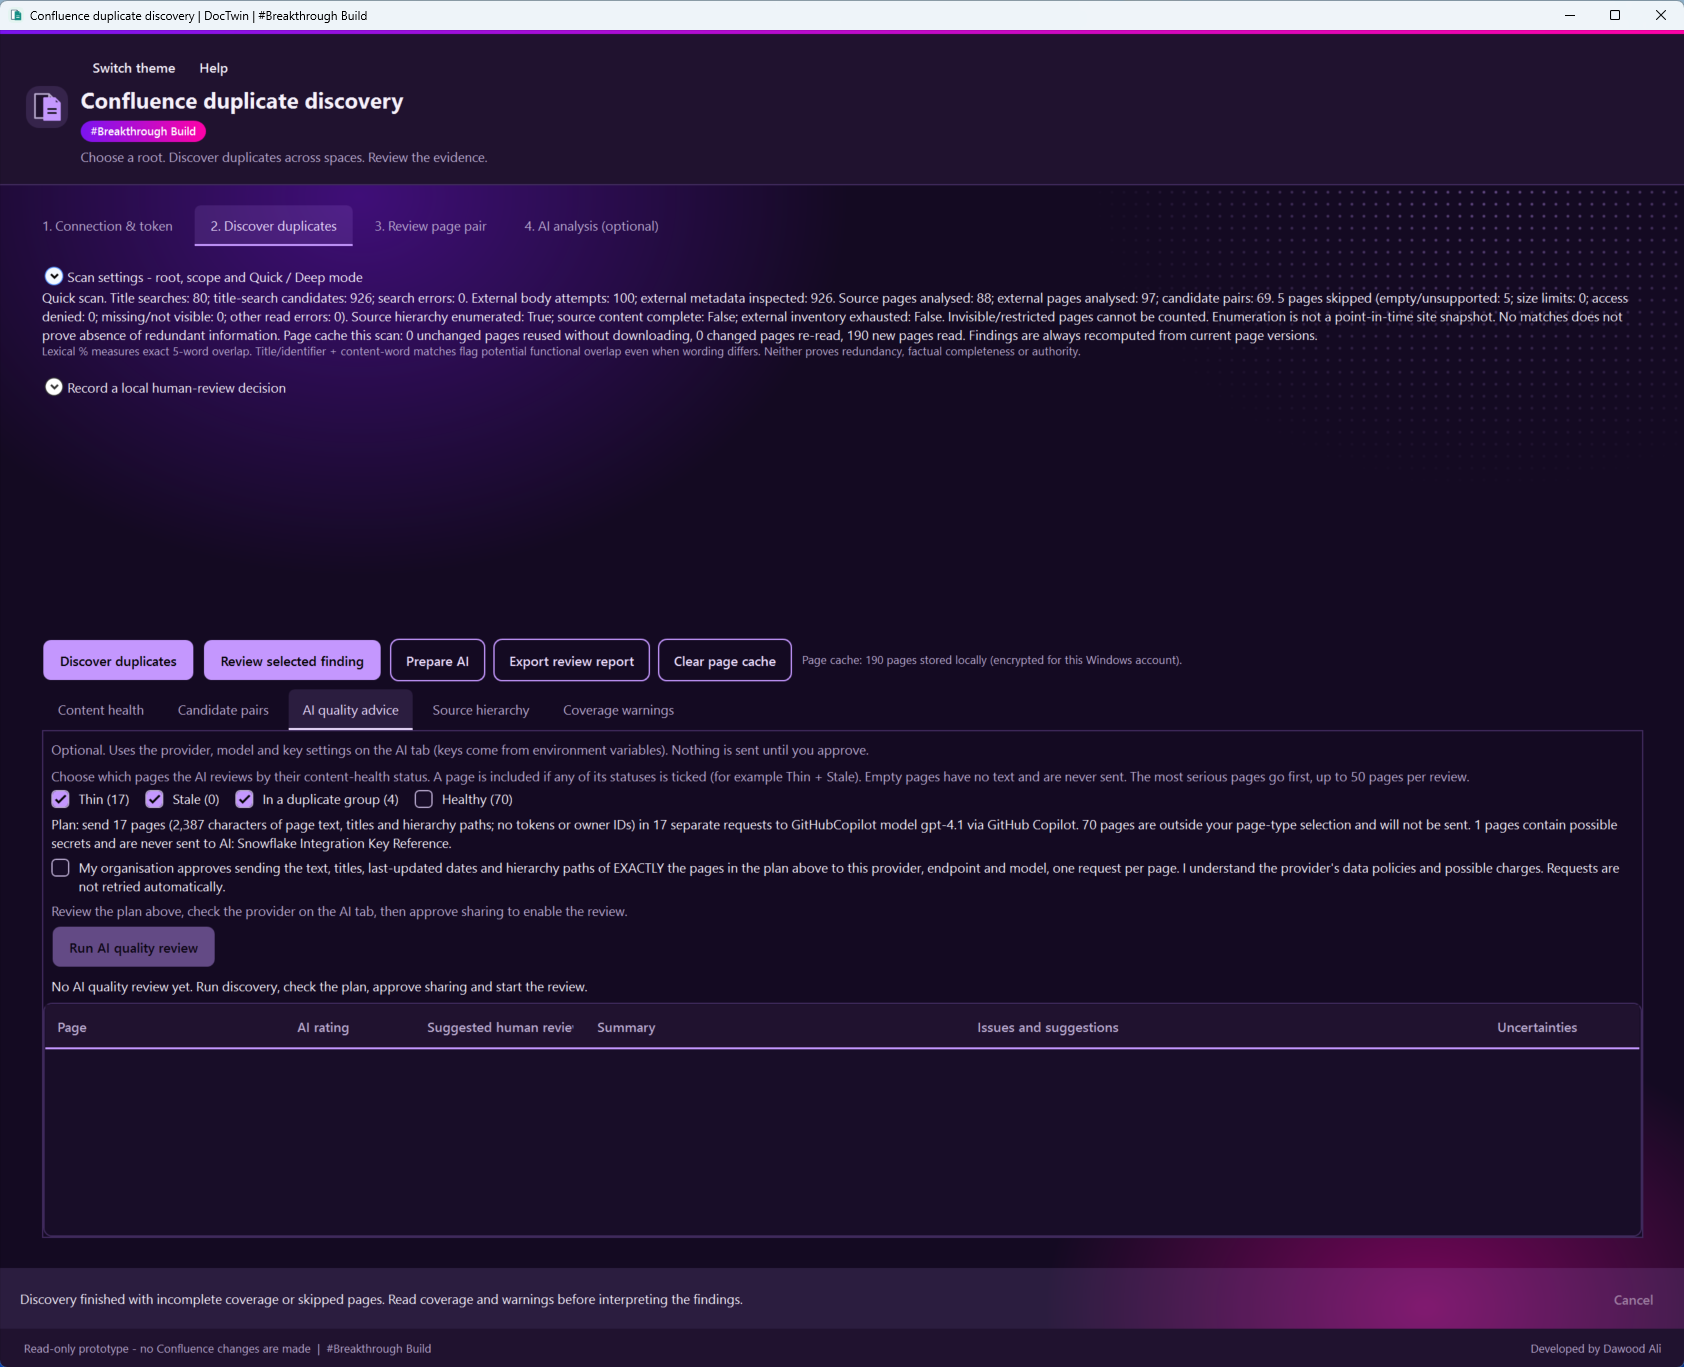 Confluence duplicate discovery | DocTwin | #Breakthrough Build
Switch theme Help
Confluence duplicate discovery
#Breakthrough Build
Choose a root. Discover duplicates across spaces. Review the evidence.
1. Connection & token 2. Discover duplicates 3. Review page pair 4. AI analysis (optional)
Scan settings - root, scope and Quick / Deep mode
Quick scan. Title searches: 80; title-search candidates: 926; search errors: 0. External body attempts: 100; external metadata inspected: 926. Source pages analysed: 88; external pages analysed: 97; candidate pairs: 69. 5 pages skipped (empty/unsupported: 5; size limits: 0; access
denied: 0; missing/not visible: 0; other read errors: 0). Source hierarchy enumerated: True; source content complete: False; external inventory exhausted: False. Invisible/restricted pages cannot be counted. Enumeration is not a point-in-time site snapshot. No matches does not
prove absence of redundant information. Page cache this scan: 0 unchanged pages reused without downloading, 0 changed pages re-read, 190 new pages read. Findings are always recomputed from current page versions.
Lexical % measures exact 5-word overlap. Title/identifier + content-word matches flag potential functional overlap even when wording differs. Neither proves redundancy, factual completeness or authority.
Record a local human-review decision
Discover duplicates Review selected finding Prepare AI Export review report Clear page cache Page cache: 190 pages stored locally (encrypted for this Windows account).
Content health Candidate pairs AI quality advice Source hierarchy Coverage warnings
Optional. Uses the provider, model and key settings on the AI tab (keys come from environment variables). Nothing is sent until you approve.
Choose which pages the AI reviews by their content-health status. A page is included if any of its statuses is ticked (for example Thin + Stale). Empty pages have no text and are never sent. The most serious pages go first, up to 50 pages per review.
Thin (17) Stale (0) In a duplicate group (4) Healthy (70)
Plan: send 17 pages (2,387 characters of page text, titles and hierarchy paths; no tokens or owner IDs) in 17 separate requests to GitHubCopilot model gpt-4.1 via GitHub Copilot. 70 pages are outside your page-type selection and will not be sent. 1 pages contain possible
secrets and are never sent to AI: Snowflake Integration Key Reference.
My organisation approves sending the text, titles, last-updated dates and hierarchy paths of EXACTLY the pages in the plan above to this provider, endpoint and model, one request per page. I understand the provider's data policies and possible charges. Requests are
not retried automatically.
Review the plan above, check the provider on the AI tab, then approve sharing to enable the review.
Run AI quality review
No AI quality review yet. Run discovery, check the plan, approve sharing and start the review.
Page AI rating Suggested human revie Summary Issues and suggestions Uncertainties
Discovery finished with incomplete coverage or skipped pages. Read coverage and warnings before interpreting the findings.
Cancel
Read-only prototype - no Confluence changes are made | #Breakthrough Build
Developed by Dawood Ali